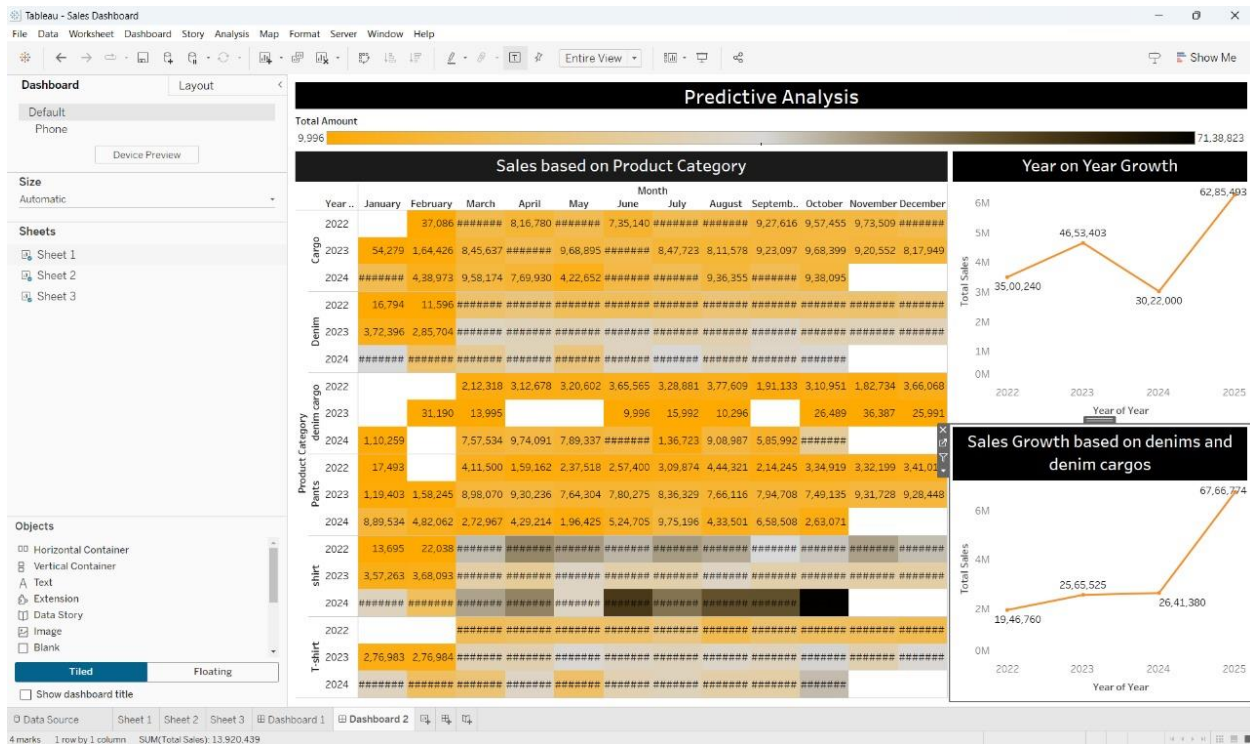 Tableau - Sales Dashboard
File Data Worksheet Dashboard Story Analysis Map Format Server Window Help
Entire View
Show Me
Dashboard Layout
Default
Phone
Device Preview
Size
Automatic
Sheets
Sheet 1
Sheet 2
Sheet 3
Objects
Horizontal Container
Vertical Container
A Text
Extension
Data Story
Image
Blank
Tiled Floating
Show dashboard title
Predictive Analysis
Total Amount
9,996 71,38,823
Sales based on Product Category
Month
Year .. January February March April May June July August Septemb.. October November December
Product Category
Cargo
2022 37,086 ####### 8,16,780 ####### 7,35,140 ####### ####### 9,27,616 9,57,455 9,73,509 #######
2023 54,279 1,64,426 8,45,637 ####### 9,68,895 ####### 8,47,723 8,11,578 9,23,097 9,68,399 9,20,552 8,17,949
2024 ####### 4,38,973 9,58,174 7,69,930 4,22,652 ####### ####### 9,36,355 ####### 9,38,095
Denim
2022 16,794 11,596 ####### ####### ####### ####### ####### ####### ####### ####### ####### #######
2023 3,72,396 2,85,704 ####### ####### ####### ####### ####### ####### ####### ####### ####### #######
2024 ####### ####### ####### ####### ####### ####### ####### ####### ####### #######
denim cargo
2022 2,12,318 3,12,678 3,20,602 3,65,565 3,28,881 3,77,609 1,91,133 3,10,951 1,82,734 3,66,068
2023 31,190 13,995 9,996 15,992 10,296 26,489 36,387 25,991
2024 1,10,259 7,57,534 9,74,091 7,89,337 ####### 1,36,723 9,08,987 5,85,992 #######
Pants
2022 17,493 4,11,500 1,59,162 2,37,518 2,57,400 3,09,874 4,44,321 2,14,245 3,34,919 3,32,199
2023 1,19,403 1,58,245 8,98,070 9,30,236 7,64,304 7,80,275 8,36,329 7,66,116 7,94,708 7,49,135 9,31,728 9,28,448
2024 8,89,534 4,82,062 2,72,967 4,29,214 1,96,425 5,24,705 9,75,196 4,33,501 6,58,508 2,63,071
shirt
2022 13,695 22,038 ####### ####### ####### ####### ####### ####### ####### ####### ####### #######
2023 3,57,263 3,68,093 ####### ####### ####### ####### ####### ####### ####### ####### ####### #######
2024 ####### ####### ####### ####### ####### ####### ####### ####### ####### #######
T-shirt
2022 ####### ####### ####### ####### ####### ####### ####### ####### ####### #######
2023 2,76,983 2,76,984 ####### ####### ####### ####### ####### ####### ####### ####### ####### #######
2024 ####### ####### ####### ####### ####### ####### ####### ####### ####### #######
Year on Year Growth
62,85,493
6M
5M
46,53,403
4M
3M
35,00,240
30,22,000
2M
1M
0M
Total Sales
2022 2023 2024 2025
Year of Year
Sales Growth based on denims and
denim cargos
67,66,774
6M
4M
25,65,525
2M
26,41,380
19,46,760
0M
Total Sales
2022 2023 2024 2025
Year of Year
Data Source Sheet 1 Sheet 2 Sheet 3 Dashboard 1 Dashboard 2
4 marks 1 row by 1 column SUM(Total Sales): 13,920,439